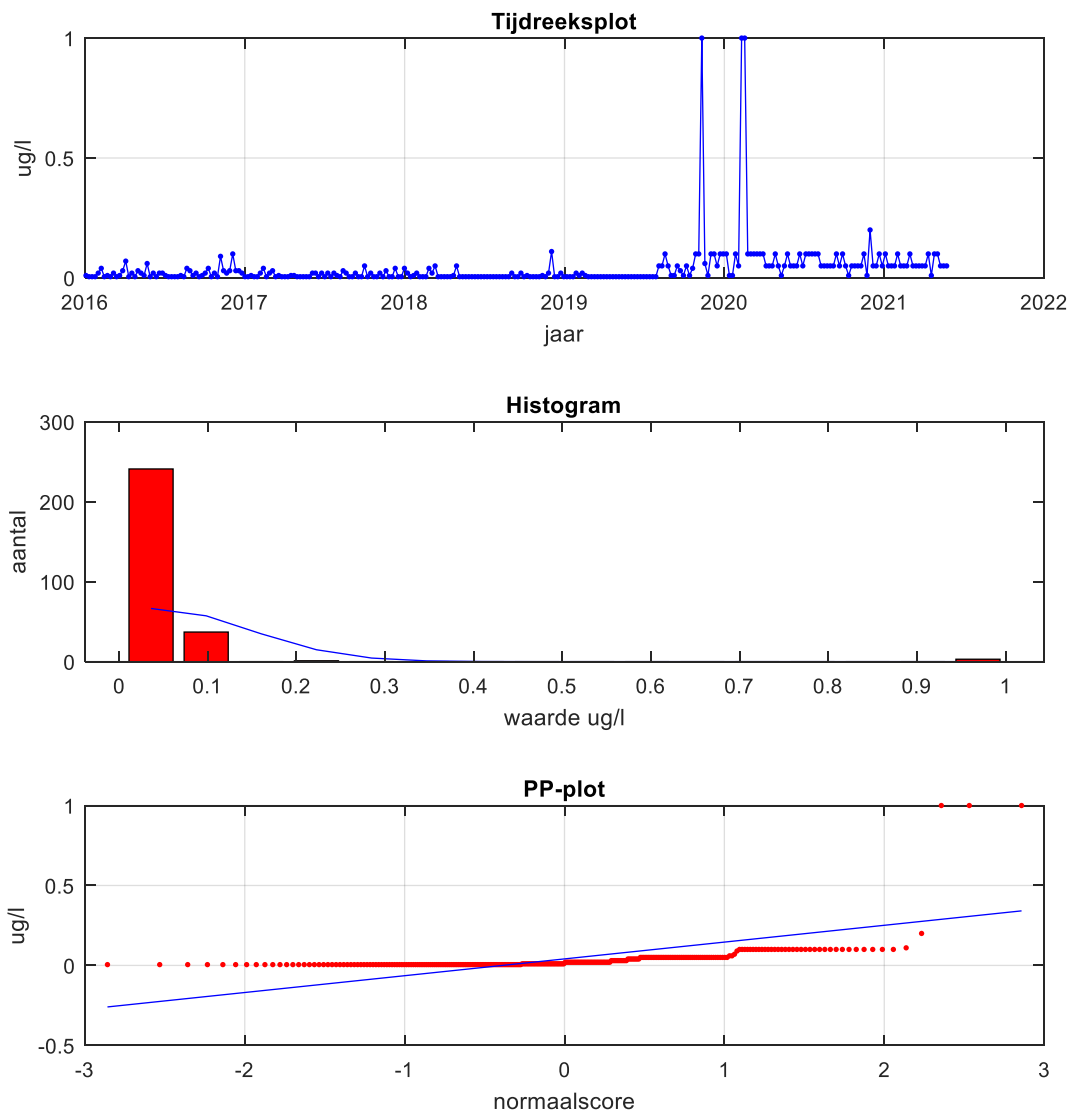 Tijdreeksplot
1
0.5
0
ug/l
2016 2017 2018 2019 2020 2021 2022
jaar
Histogram
300
200
100
0
aantal
0 0.1 0.2 0.3 0.4 0.5 0.6 0.7 0.8 0.9 1
waarde ug/l
PP-plot
1
0.5
0
-0.5
ug/l
-3 -2 -1 0 1 2 3
normaalscore